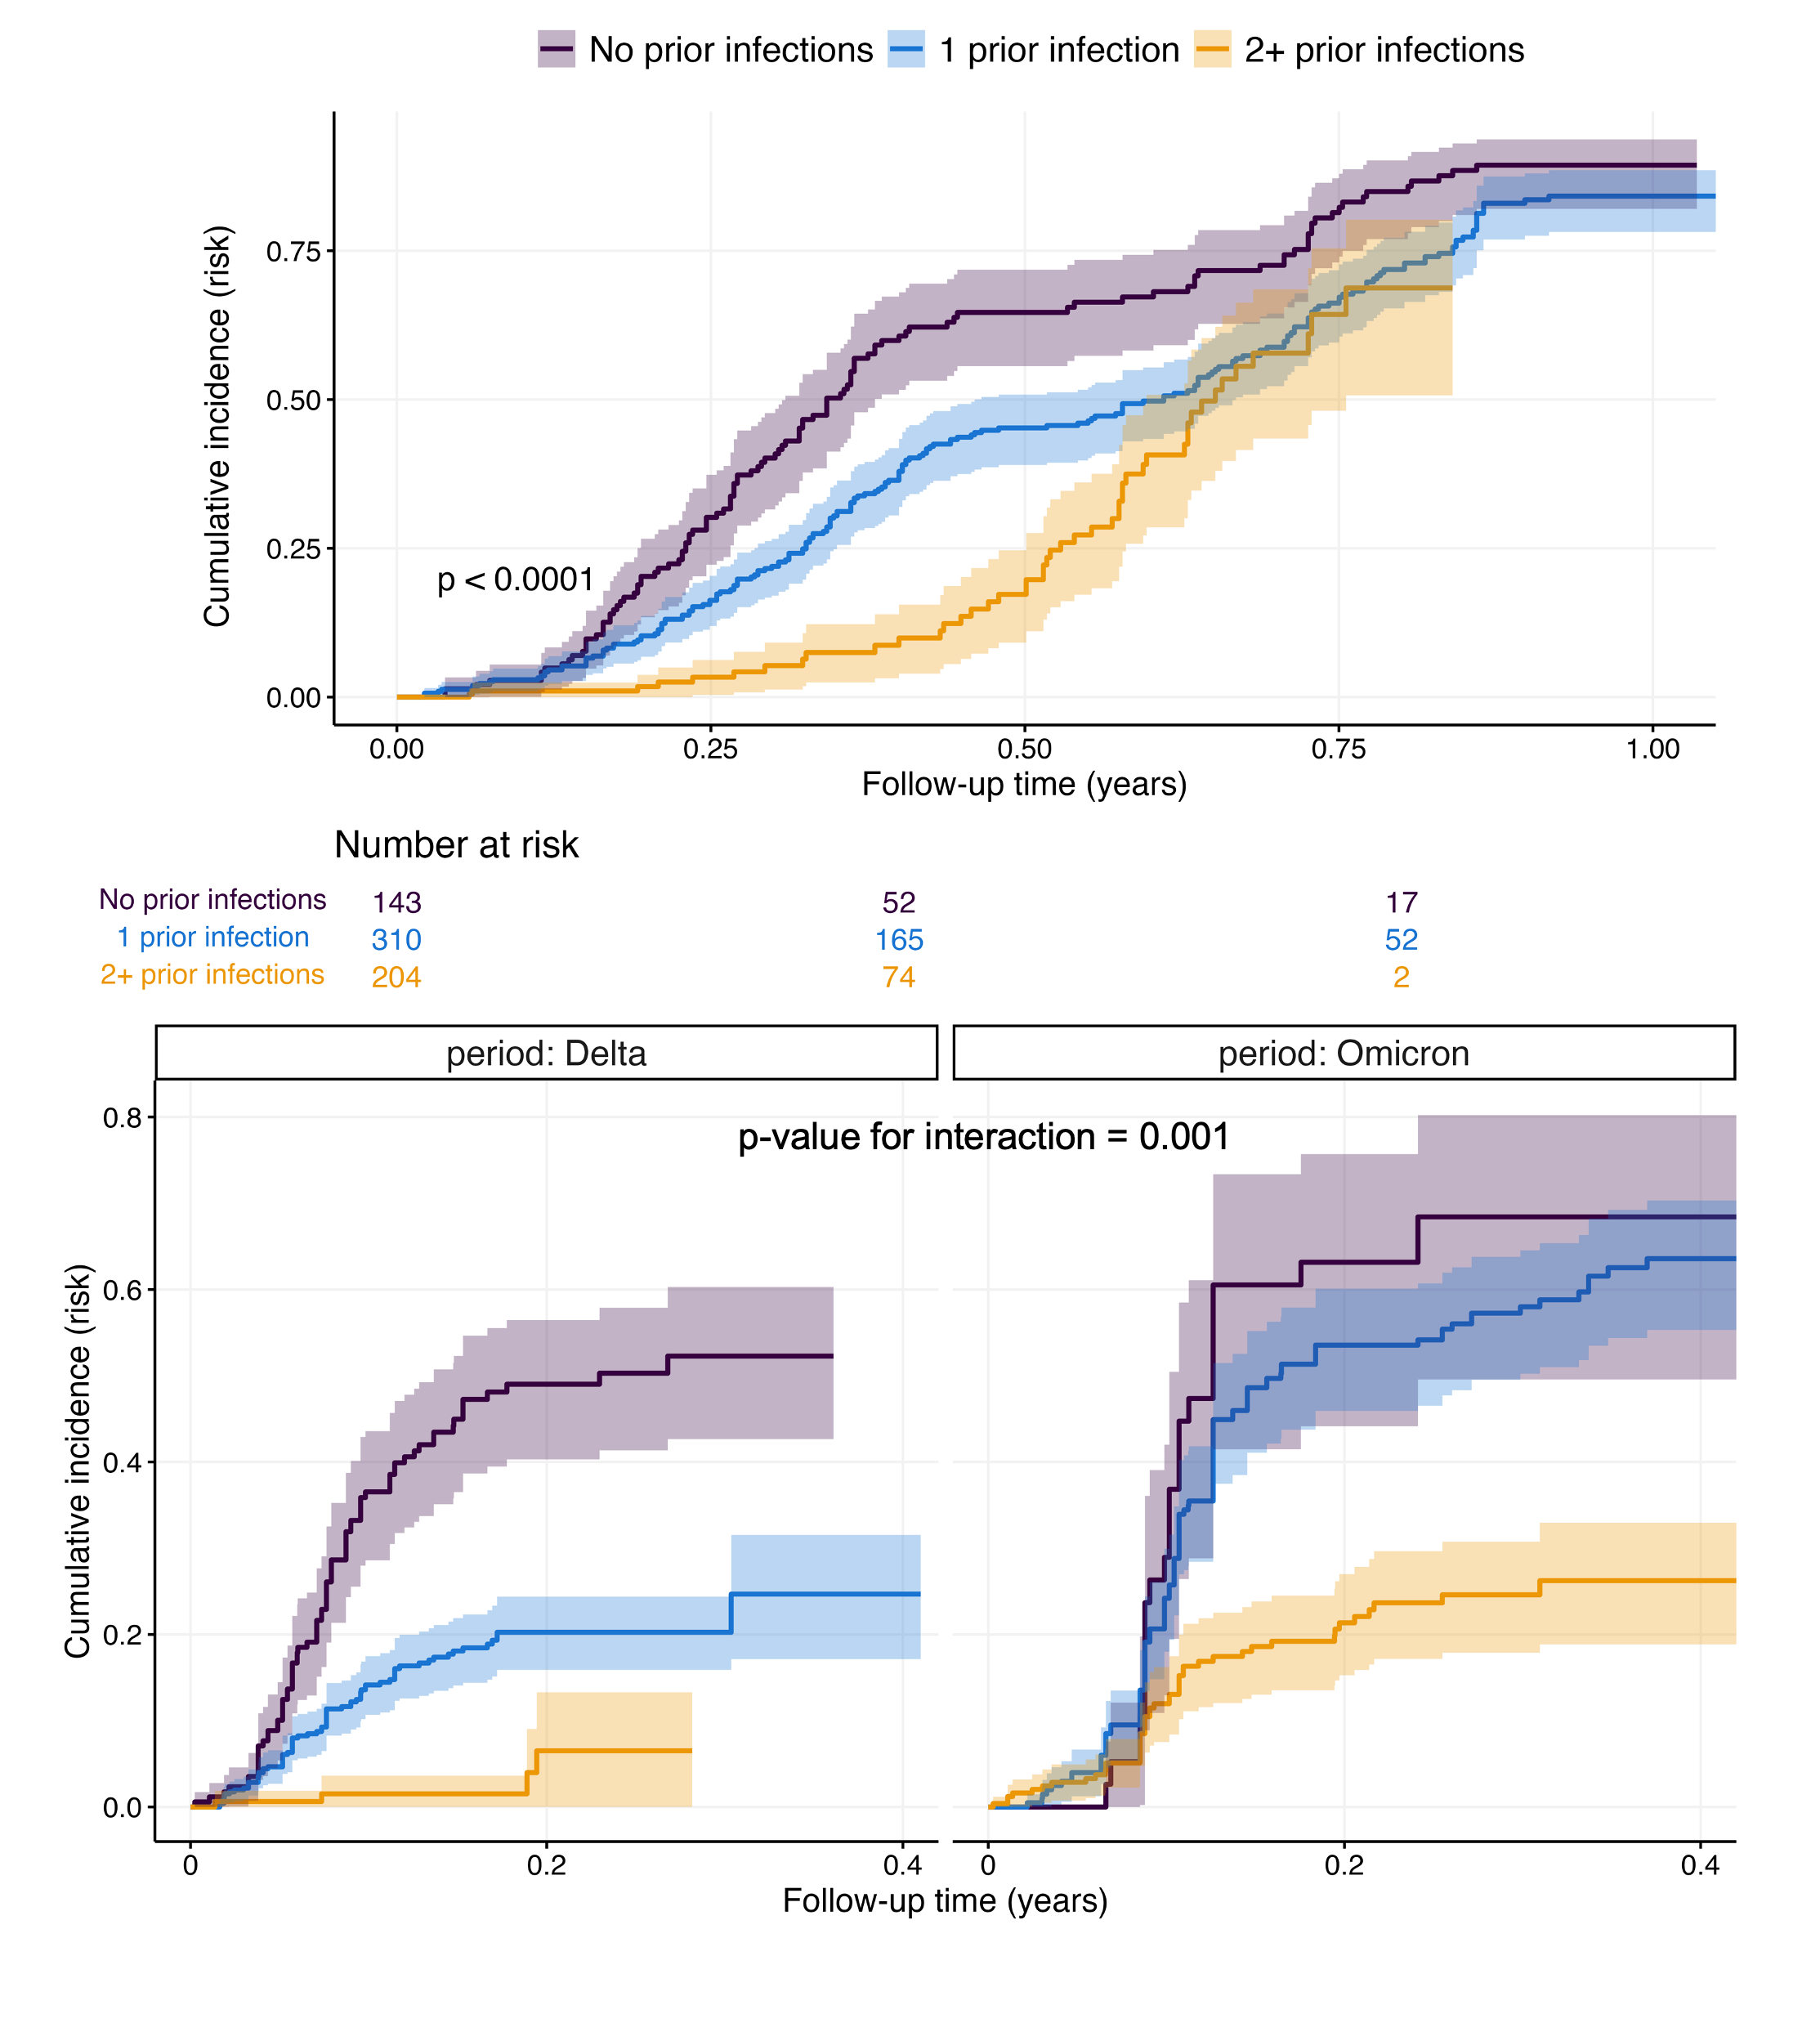 No prior infections 1 prior infection 2+ prior infections
Cumulative incidence (risk)
0.75
0.50
0.25
0.00
p < 0.0001
0.00 0.25 0.50 0.75 1.00
Follow-up time (years)
Number at risk
No prior infections 143 52 17
1 prior infection 310 165 52
2+ prior infections 204 74 2
period: Delta period: Omicron
p-value for interaction = 0.001
Cumulative incidence (risk)
0.8
0.6
0.4
0.2
0.0
0 0.2 0.4 0 0.2 0.4
Follow-up time (years)